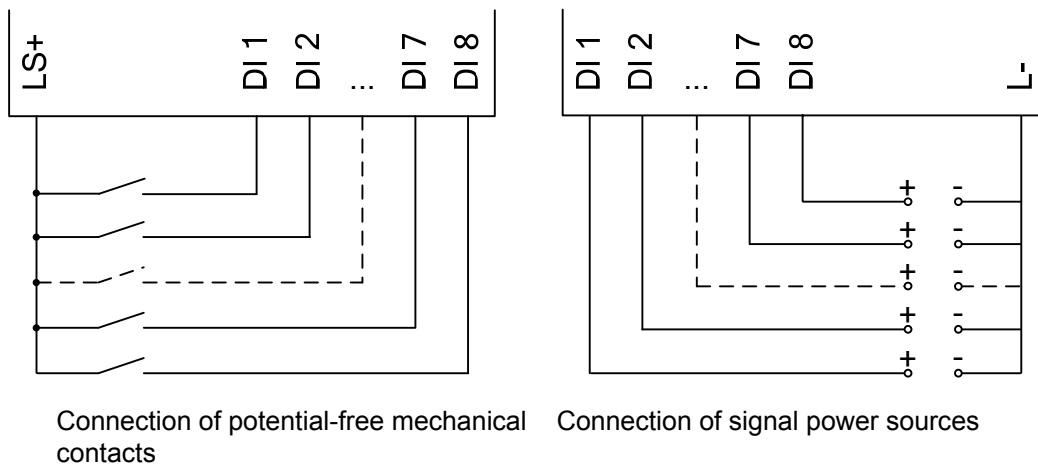 LS+ DI 1 DI 2 ... DI 7 DI 8
DI 1 DI 2 ... DI 7 DI 8 L-
+ -
+ -
+ -
+ -
+ -
Connection of potential-free mechanical
contacts
Connection of signal power sources